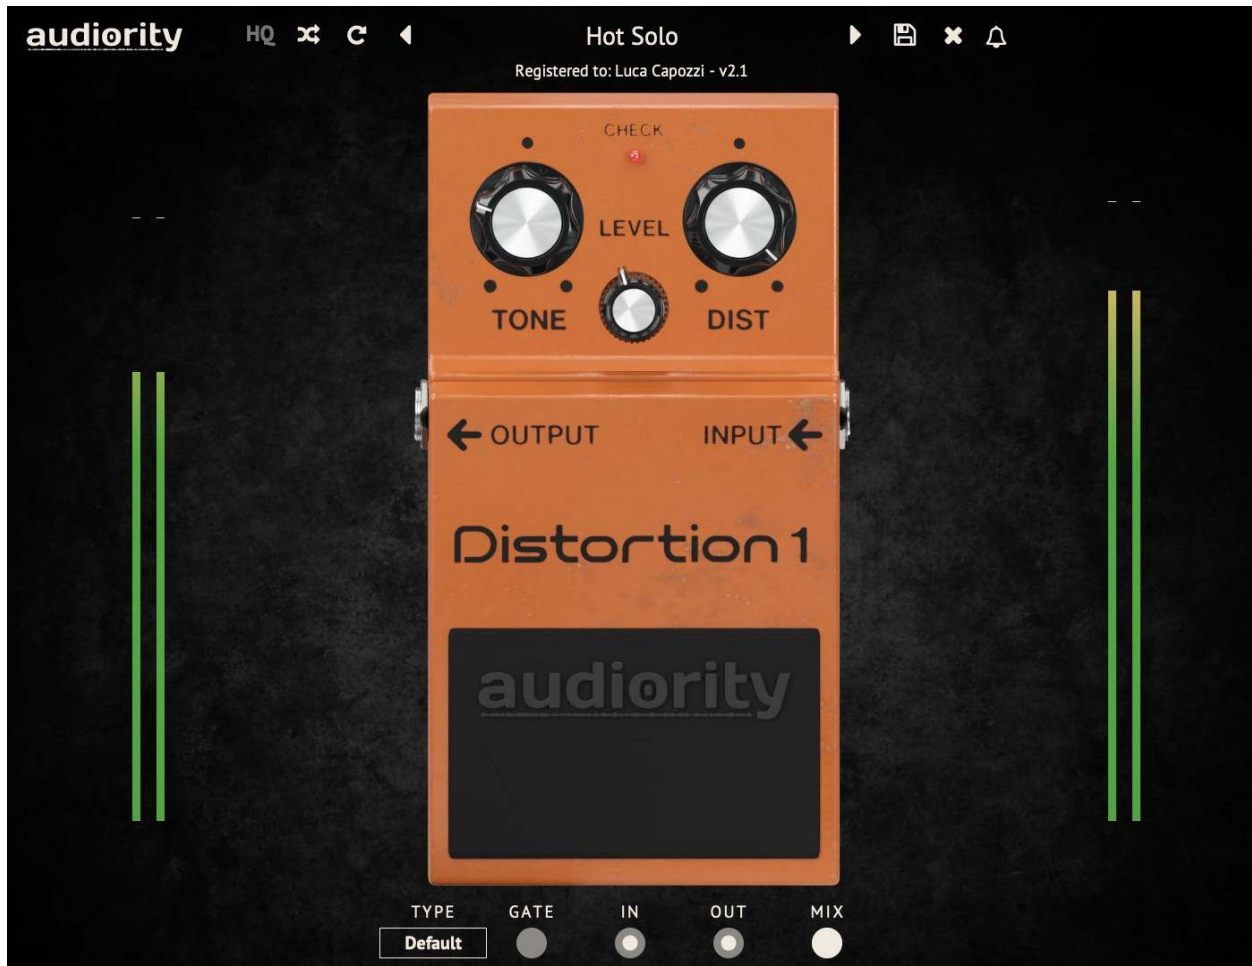 audiority
HQ
Hot Solo
Registered to: Luca Capozzi - v2.1
CHECK
LEVEL
TONE
DIST
OUTPUT
INPUT
Distortion 1
audiority
TYPE GATE IN OUT MIX
Default